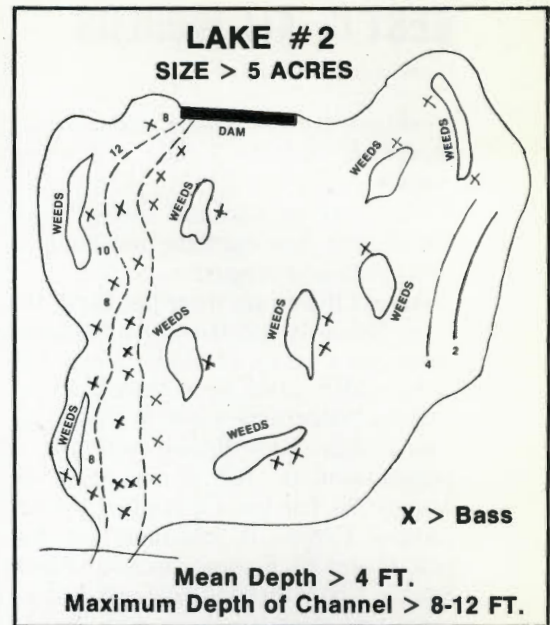 LAKE #2
SIZE > 5 ACRES
8
DAM
12
WEEDS
WEEDS
WEEDS
WEEDS
10
8
WEEDS
WEEDS
WEEDS
4
2
WEEDS
WEEDS
8
X > Bass
Mean Depth > 4 FT.
Maximum Depth of Channel > 8-12 FT.